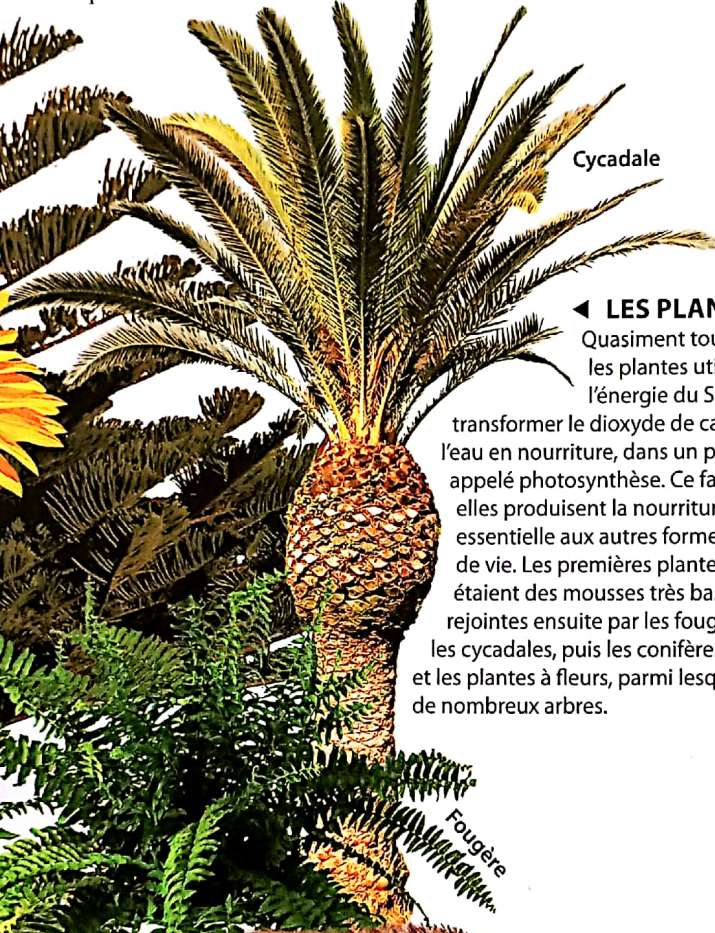 Cycadale
◄ LES PLAN
Quasiment tou
les plantes uti
l'énergie du S
transformer le dioxyde de ca
l'eau en nourriture, dans un p
appelé photosynthèse. Ce fa
elles produisent la nourritur
essentielle aux autres forme
de vie. Les premières plante
étaient des mousses très ba
rejointes ensuite par les foug
les cycadales, puis les conifère
et les plantes à fleurs, parmi lesq
de nombreux arbres.
Fougère